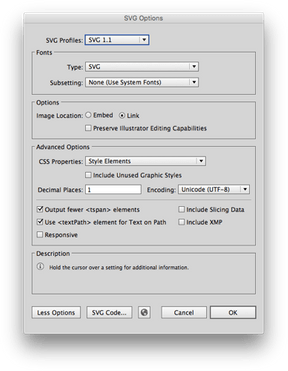 SVG Options
SVG Profiles: SVG 1.1
Fonts
Type: SVG
Subsetting: None (Use System Fonts)
Options
Image Location: Embed Link
Preserve Illustrator Editing Capabilities
Advanced Options
CSS Properties: Style Elements
Include Unused Graphic Styles
Decimal Places: 1 Encoding: Unicode (UTF-8)
Output fewer <tspan> elements Include Slicing Data
Use <textPath> element for Text on Path Include XMP
Responsive
Description
Hold the cursor over a setting for additional information.
Less Options SVG Code... Cancel OK